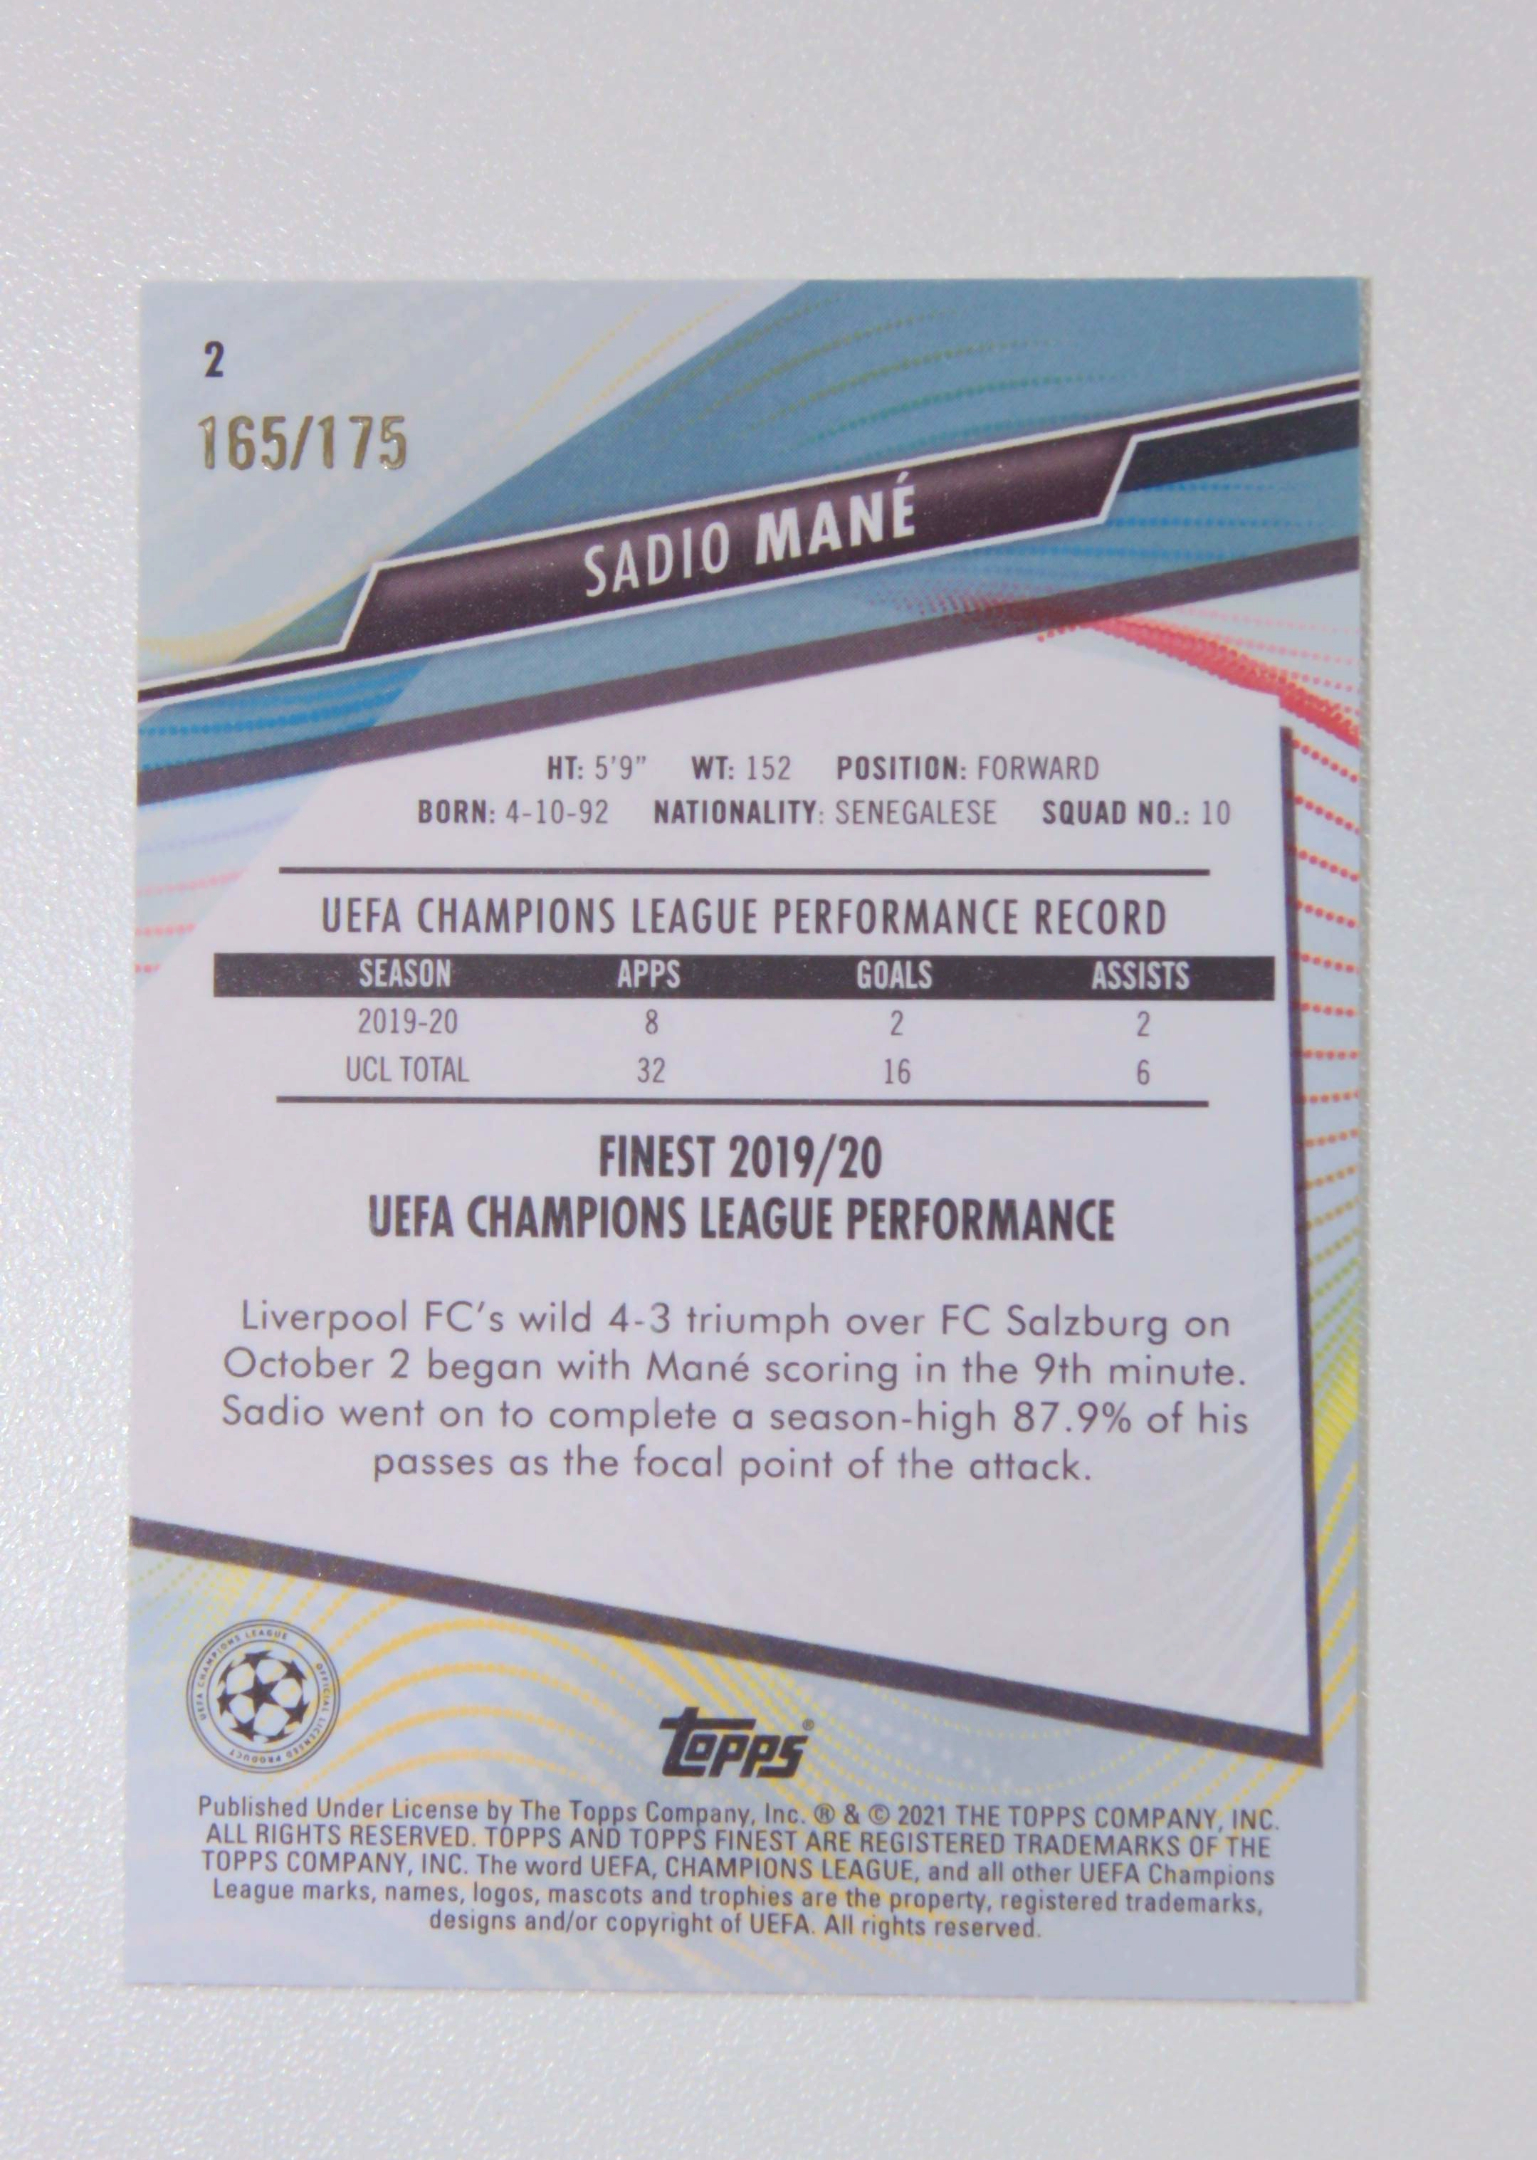 2
165/175
SADIO MANÉ
HT: 5'9" WT: 152 POSITION: FORWARD
BORN: 4-10-92 NATIONALITY: SENEGALESE SQUAD NO.: 10
UEFA CHAMPIONS LEAGUE PERFORMANCE RECORD
SEASON APPS GOALS ASSISTS
2019-20 8 2 2
UCL TOTAL 32 16 6
FINEST 2019/20
UEFA CHAMPIONS LEAGUE PERFORMANCE
Liverpool FC's wild 4-3 triumph over FC Salzburg on
October 2 began with Mané scoring in the 9th minute.
Sadio went on to complete a season-high 87.9% of his
passes as the focal point of the attack.
UEFA CHAMPIONS LEAGUE OFFICIAL LICENSED PRODUCT
topps®
Published Under License by The Topps Company, Inc. ® & © 2021 THE TOPPS COMPANY, INC.
ALL RIGHTS RESERVED. TOPPS AND TOPPS FINEST ARE REGISTERED TRADEMARKS OF THE
TOPPS COMPANY, INC. The word UEFA, CHAMPIONS LEAGUE, and all other UEFA Champions
League marks, names, logos, mascots and trophies are the property, registered trademarks,
designs and/or copyright of UEFA. All rights reserved.